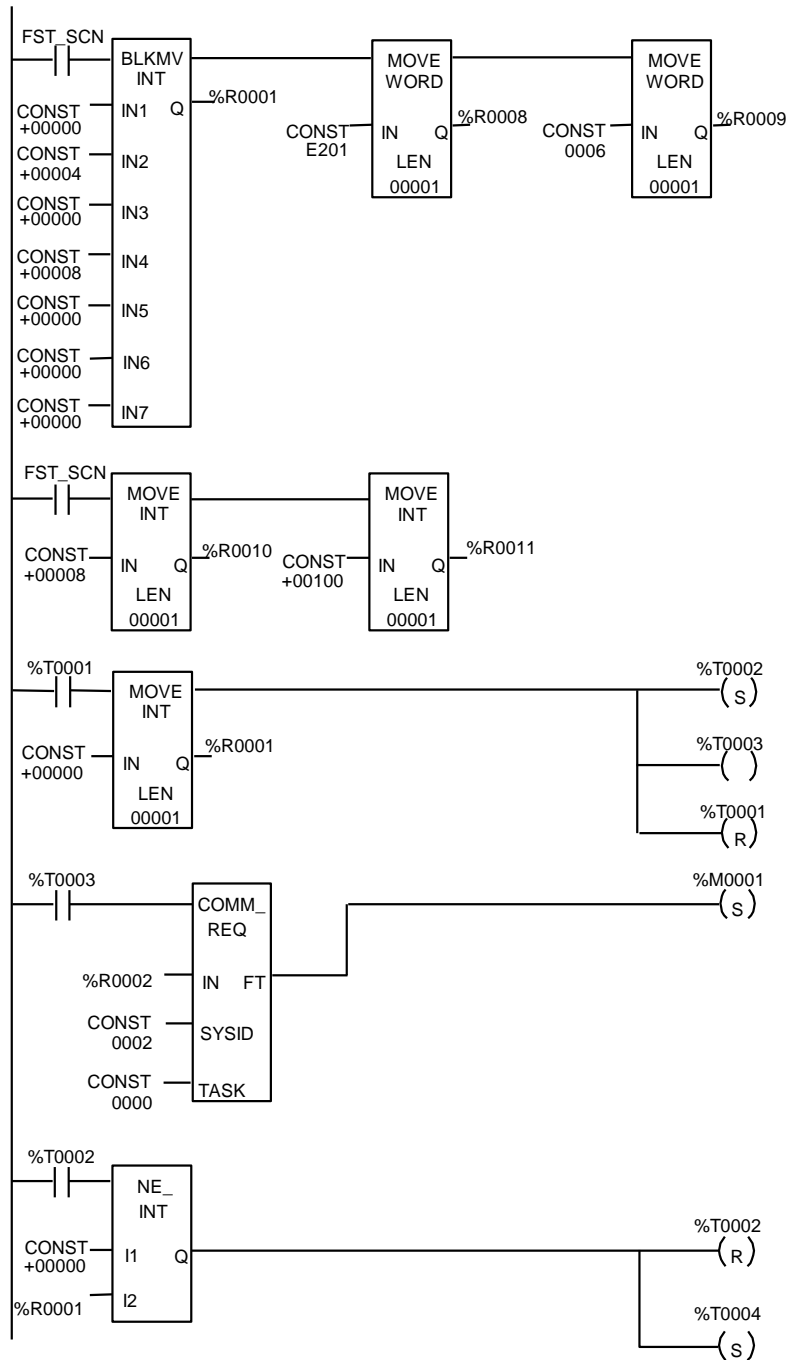 FST_SCN
BLKMV
INT
MOVE
WORD
MOVE
WORD
CONST
+00000
IN1 Q
%R0001
CONST
E201
IN Q
%R0008
CONST
0006
IN Q
%R0009
CONST
+00004
IN2
LEN
00001
LEN
00001
CONST
+00000
IN3
CONST
+00008
IN4
CONST
+00000
IN5
CONST
+00000
IN6
CONST
+00000
IN7
FST_SCN
MOVE
INT
MOVE
INT
CONST
+00008
IN Q
%R0010
CONST
+00100
IN Q
%R0011
LEN
00001
LEN
00001
%T0001
MOVE
INT
%T0002
S
CONST
+00000
IN Q
%R0001
%T0003
LEN
00001
%T0001
R
%T0003
COMM_
REQ
%M0001
S
%R0002
IN FT
CONST
0002
SYSID
CONST
0000
TASK
%T0002
NE_
INT
CONST
+00000
I1 Q
%T0002
R
%R0001
I2
%T0004
S